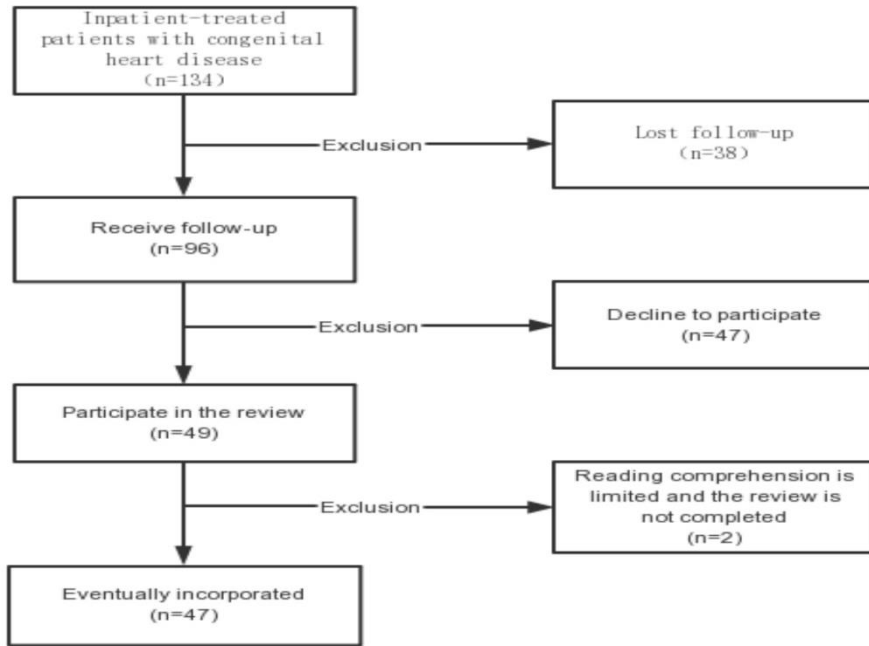 Inpatient-treated
patients with congenital
heart disease
(n=134)
Exclusion
Lost follow-up
(n=38)
Receive follow-up
(n=96)
Exclusion
Decline to participate
(n=47)
Participate in the review
(n=49)
Exclusion
Reading comprehension is
limited and the review is
not completed
(n=2)
Eventually incorporated
(n=47)